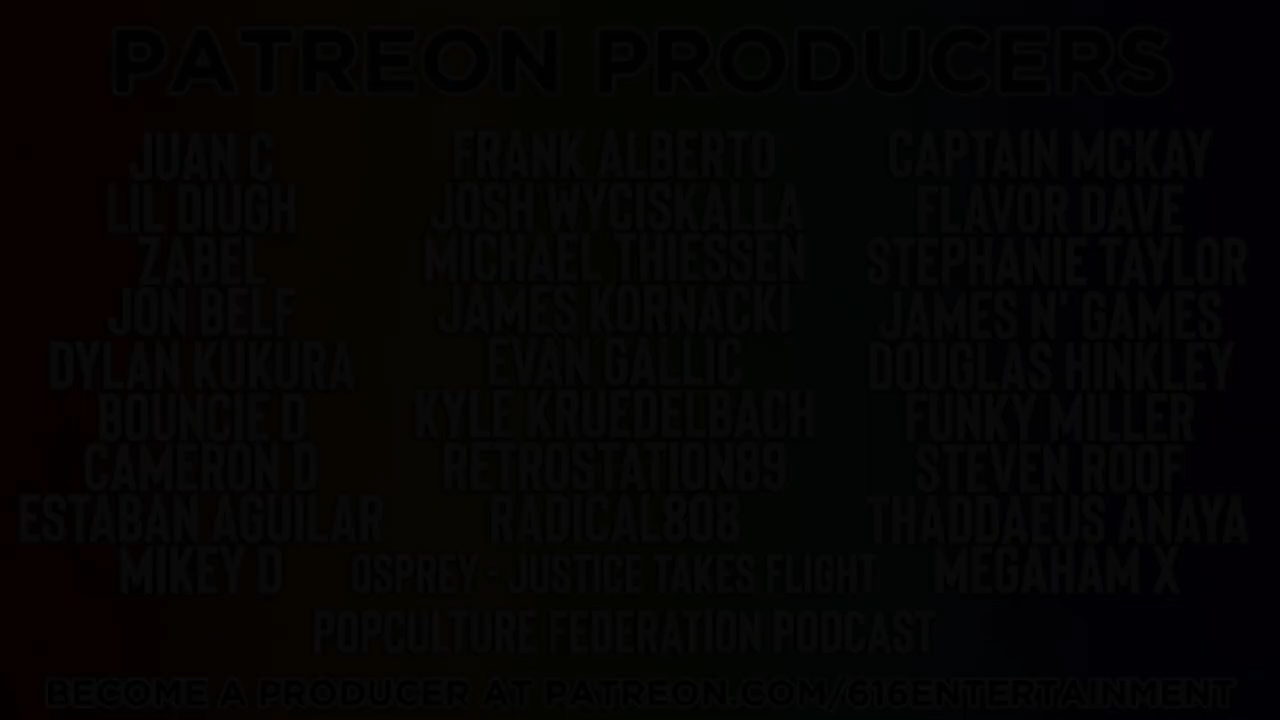 PATREON PRODUCERS
JUAN C
LIL DIUGH
ZABEL
JON BELF
DYLAN KUKURA
BOUNCIE D
CAMERON D
ESTABAN AGUILAR
MIKEY D
FRANK ALBERTO
JOSH WYCISKALLA
MICHAEL THIESSEN
JAMES KORNACKI
EVAN GALLIC
KYLE KRUEDELBACH
RETROSTATION89
RADICAL808
OSPREY - JUSTICE TAKES FLIGHT
CAPTAIN MCKAY
FLAVOR DAVE
STEPHANIE TAYLOR
JAMES N' GAMES
DOUGLAS HINKLEY
FUNKY MILLER
STEVEN ROOF
THADDAEUS ANAYA
MEGAHAM X
POPCULTURE FEDERATION PODCAST
BECOME A PRODUCER AT PATREON.COM/616ENTERTAINMENT